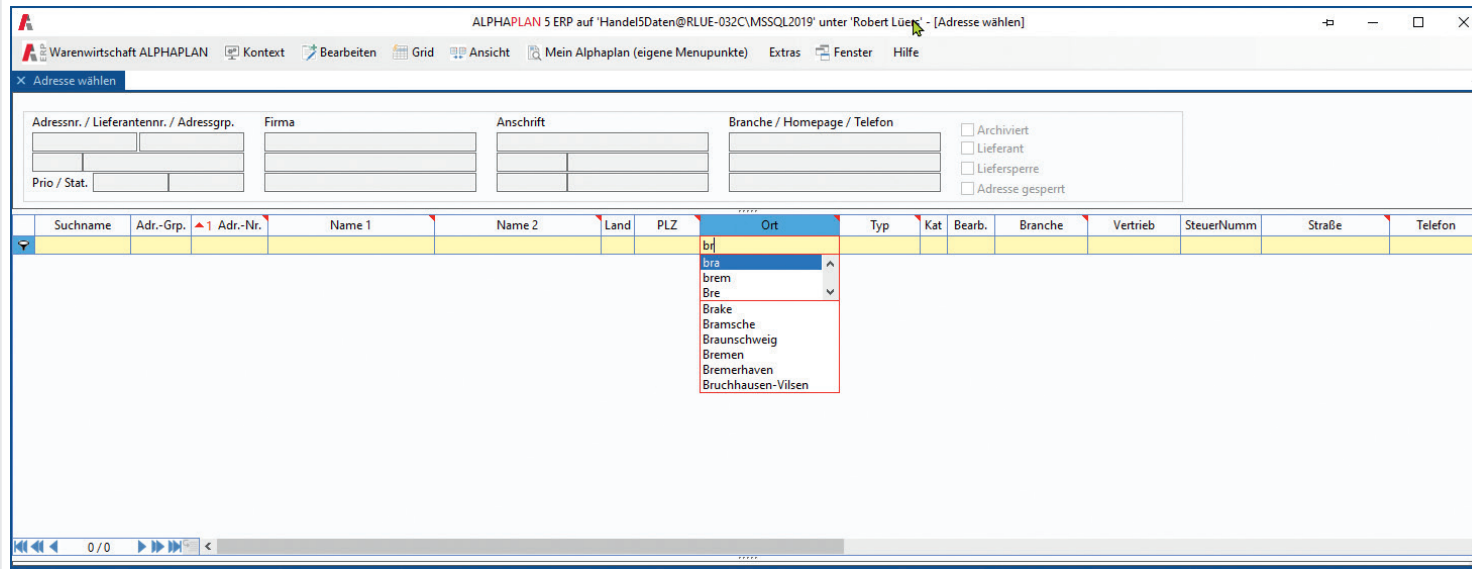 ALPHAPLAN 5 ERP auf 'Handel5Daten@RLUE-032C\MSSQL2019' unter 'Robert Lüers' - [Adresse wählen]
Warenwirtschaft ALPHAPLAN Kontext Bearbeiten Grid Ansicht Mein Alphaplan (eigene Menupunkte) Extras Fenster Hilfe
× Adresse wählen
Adressnr. / Lieferantennr. / Adressgrp. Firma Anschrift Branche / Homepage / Telefon
Archiviert
Lieferant
Liefersperre
Prio / Stat.
Adresse gesperrt
Suchname Adr.-Grp. 1 Adr.-Nr. Name 1 Name 2 Land PLZ Ort Typ Kat Bearb. Branche Vertrieb SteuerNumm Straße Telefon
br
bra
brem
Bre
Brake
Bramsche
Braunschweig
Bremen
Bremerhaven
Bruchhausen-Vilsen
0/0